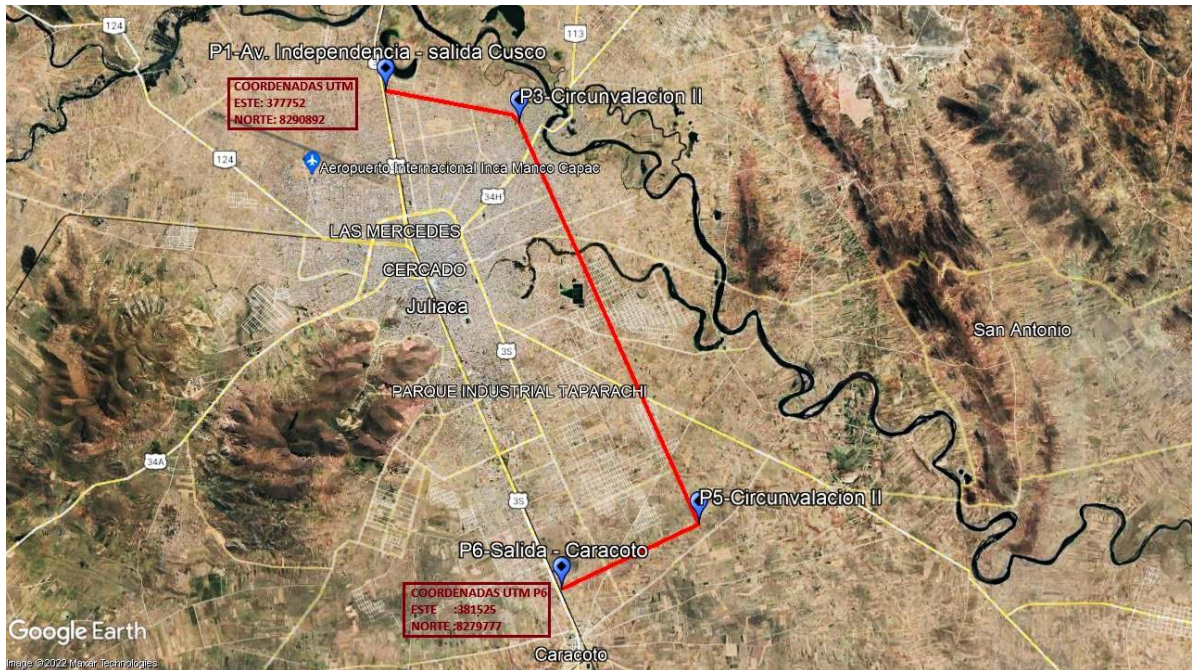 124
113
P1-Av. Independencia - salida Cusco
COORDENADAS UTM
ESTE: 377752
NORTE: 8290892
P3-Circunvalacion II
124
Aeropuerto Internacional Inca Manco Capac
34H
LAS MERCEDES
CERCADO
Juliaca
San Antonio
3S
PARQUE INDUSTRIAL TAPARACHI
34A
3S
P5-Circunvalacion II
P6-Salida - Caracoto
COORDENADAS UTM P6
ESTE :381525
NORTE :8279777
Google Earth
Caracoto
Image © 2022 Maxar Technologies